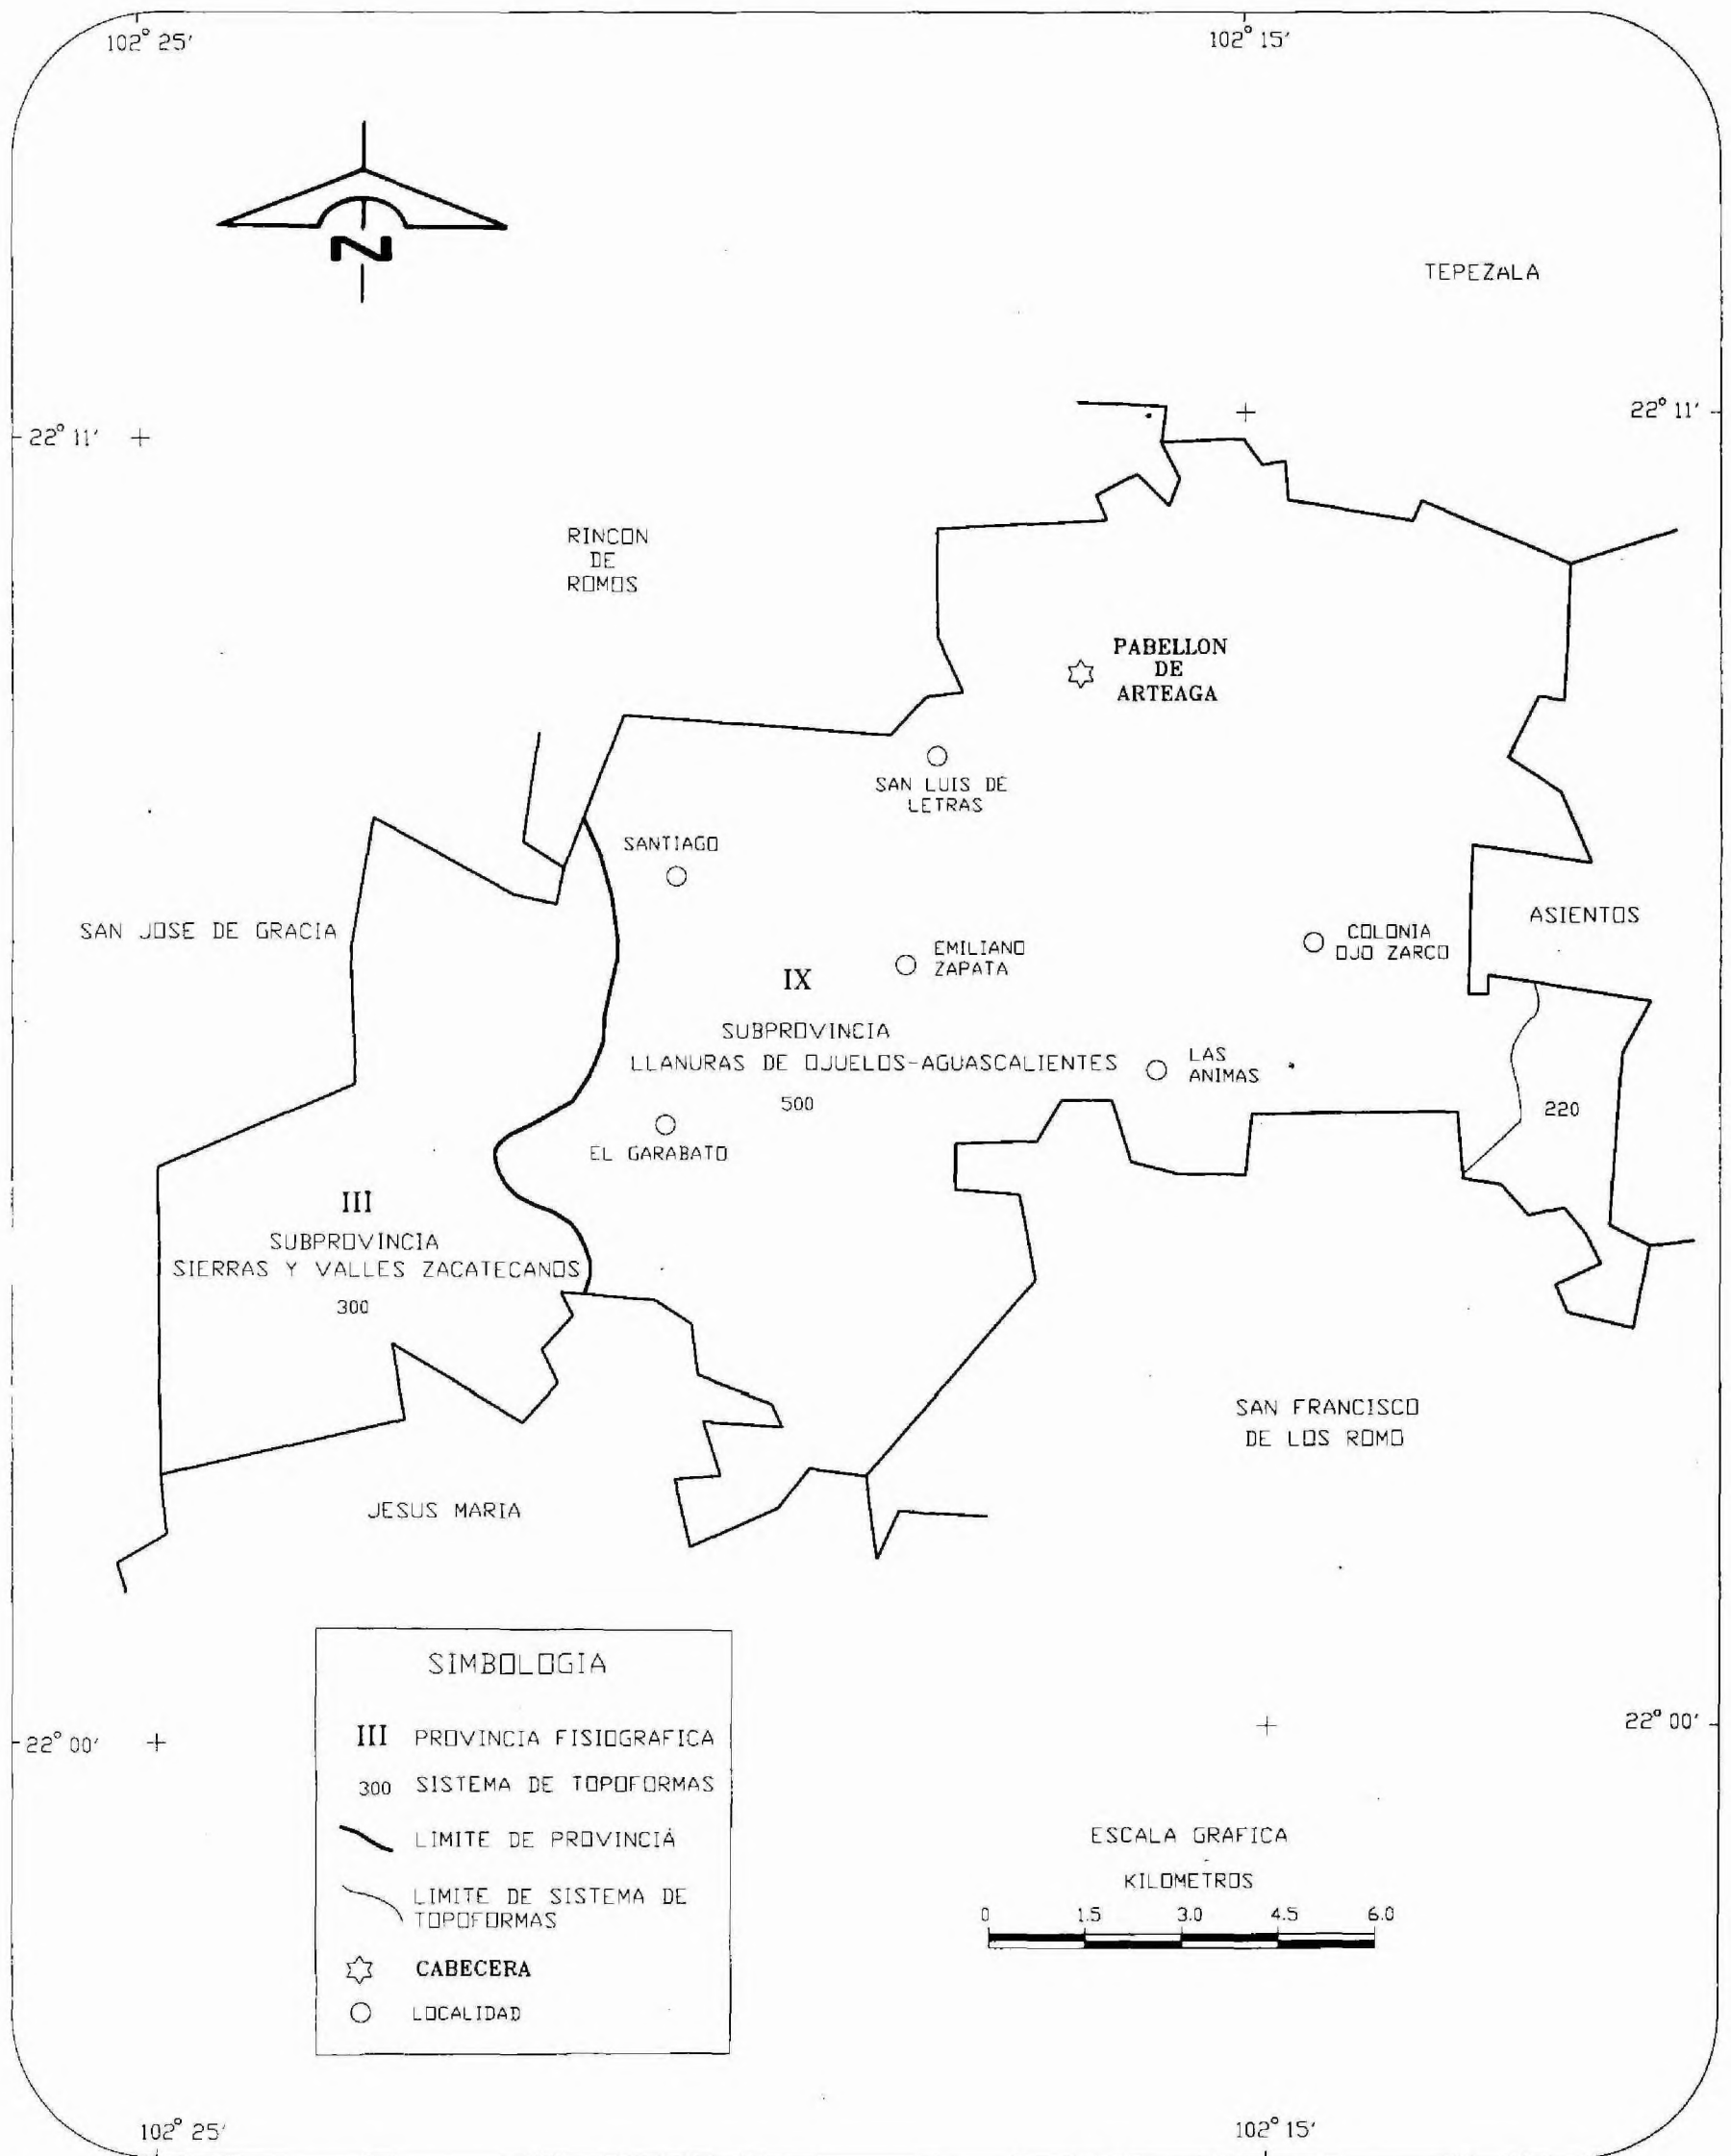 102° 25'
102° 15'
N
TEPEZALA
22° 11'
22° 11'
RINCON
DE
ROMOS
PABELLON
DE
ARTEAGA
SAN LUIS DE
LETRAS
SANTIAGO
SAN JOSE DE GRACIA
ASIENTOS
COLONIA
OJO ZARCO
EMILIANO
ZAPATA
IX
SUBPROVINCIA
LLANURAS DE OJUELOS-AGUASCALIENTES
500
LAS
ANIMAS
220
EL GARABATO
III
SUBPROVINCIA
SIERRAS Y VALLES ZACATECANOS
300
SAN FRANCISCO
DE LOS ROMO
JESUS MARIA
SIMBOLOGIA
III PROVINCIA FISIOGRAFICA
300 SISTEMA DE TOPOFORMAS
LIMITE DE PROVINCIA
LIMITE DE SISTEMA DE
TOPOFORMAS
CABECERA
LOCALIDAD
22° 00'
22° 00'
ESCALA GRAFICA
KILOMETROS
0 1.5 3.0 4.5 6.0
102° 25'
102° 15'